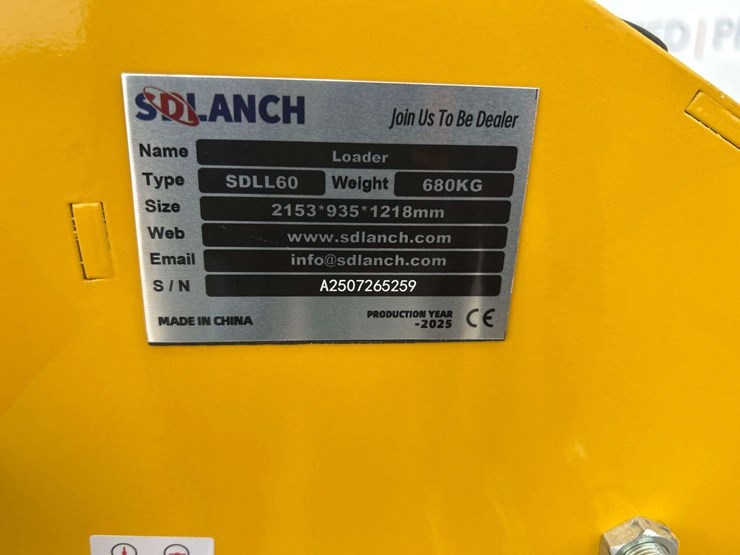 ED | P
SDLANCH Join Us To Be Dealer
Name Loader
Type SDLL60 Weight 680KG
Size 2153*935*1218mm
Web www.sdlanch.com
Email info@sdlanch.com
S / N A2507265259
MADE IN CHINA PRODUCTION YEAR
-2025 CE